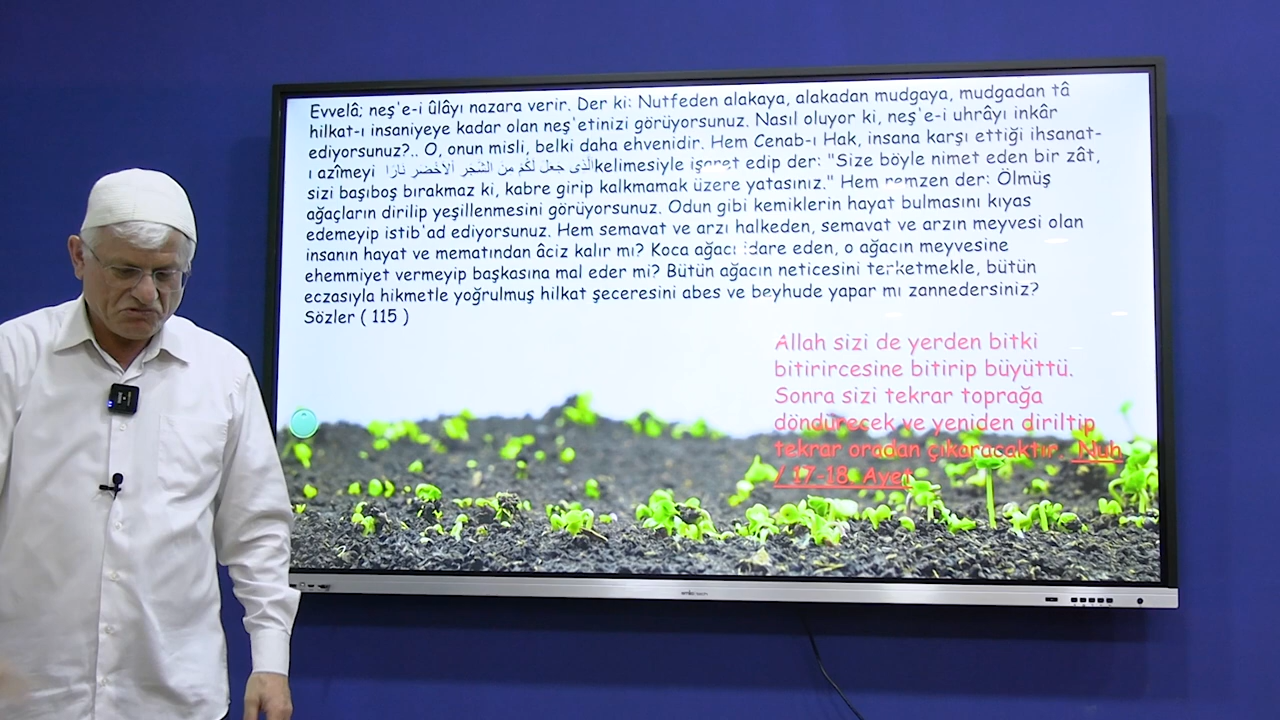 Evvelâ; neş'e-i ûlâyı nazara verir. Der ki: Nutfeden alakaya, alakadan mudgaya, mudgadan tâ
hilkat-ı insaniyeye kadar olan neş'etinizi görüyorsunuz. Nasıl oluyor ki, neş'e-i uhrâyı inkâr
ediyorsunuz?.. O, onun misli, belki daha ehvenidir. Hem Cenab-ı Hak, insana karşı ettiği ihsanat-
ı azîmeyi اَلَّذٖى جَعَلَ لَكُمْ مِنَ الشَّجَرِ اْلاَخْضَرِ نَارًا kelimesiyle işaret edip der: "Size böyle nimet eden bir zât,
sizi başıboş bırakmaz ki, kabre girip kalkmamak üzere yatasınız." Hem remzen der: Ölmüş
ağaçların dirilip yeşillenmesini görüyorsunuz. Odun gibi kemiklerin hayat bulmasını kıyas
edemeyip istib'ad ediyorsunuz. Hem semavat ve arzı halkeden, semavat ve arzın meyvesi olan
insanın hayat ve mematından âciz kalır mı? Koca ağacı idare eden, o ağacın meyvesine
ehemmiyet vermeyip başkasına mal eder mi? Bütün ağacın neticesini terketmekle, bütün
eczasıyla hikmetle yoğrulmuş hilkat şeceresini abes ve beyhude yapar mı zannedersiniz?
Sözler ( 115 )
Allah sizi de yerden bitki
bitirircesine bitirip büyüttü.
Sonra sizi tekrar toprağa
döndürecek ve yeniden diriltip
tekrar oradan çıkaracaktır. Nuh
/ 17-18. Ayet